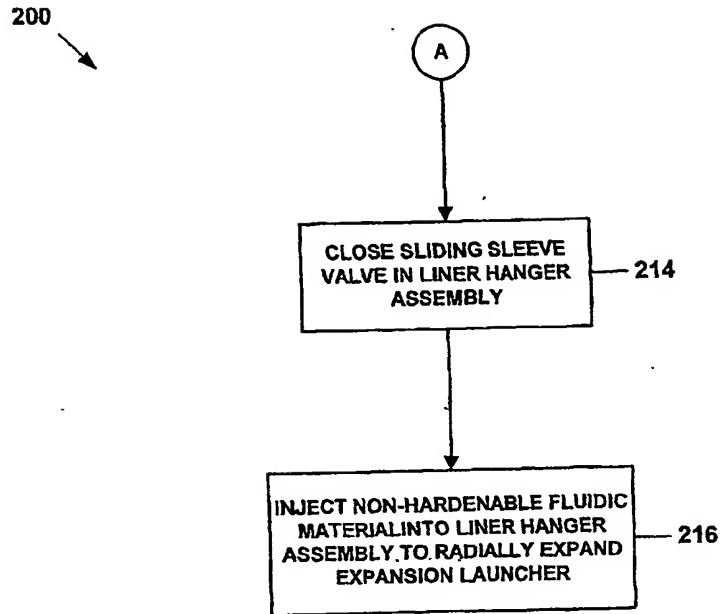 200
A
CLOSE SLIDING SLEEVE
VALVE IN LINER HANGER
ASSEMBLY
214
INJECT NON-HARDENABLE FLUIDIC
MATERIALINTO LINER HANGER
ASSEMBLY.TO.RADIALLY EXPAND
EXPANSION LAUNCHER
216